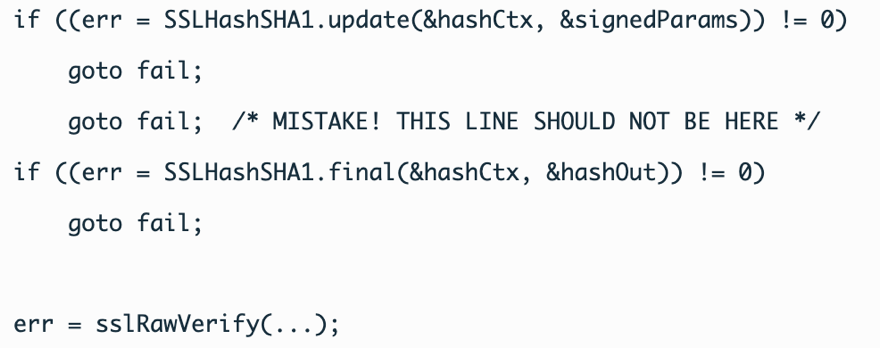 if ((err = SSLHashSHA1.update(&hashCtx, &signedParams)) != 0)
    goto fail;
    goto fail;  /* MISTAKE! THIS LINE SHOULD NOT BE HERE */
if ((err = SSLHashSHA1.final(&hashCtx, &hashOut)) != 0)
    goto fail;

err = sslRawVerify(...);